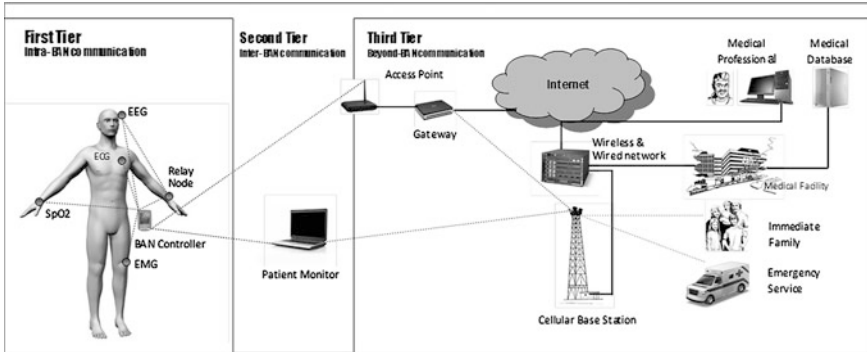 First Tier
Intra-BAN communication
Second Tier
Inter-BAN communication
Third Tier
Beyond-BAN communication
EEG
ECG
Relay
Node
SpO2
BAN Controller
EMG
Patient Monitor
Access Point
Gateway
Internet
Wireless &
Wired network
Medical
Professional
Medical
Database
Medical Facility
Immediate
Family
Emergency
Service
Cellular Base Station